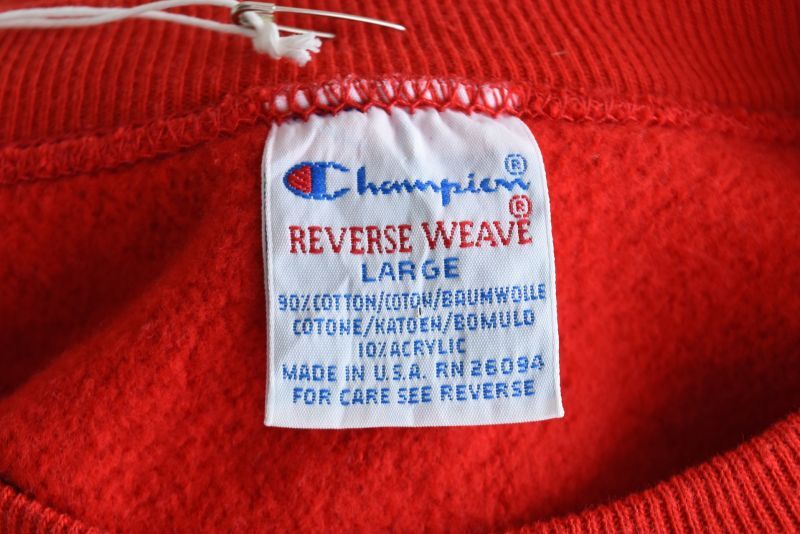 Champion®
REVERSE WEAVE®
LARGE
90% COTTON/COTON/BAUMWOLLE
COTONE/KATOEN/BOMULD
10% ACRYLIC
MADE IN U.S.A. RN 26094
FOR CARE SEE REVERSE